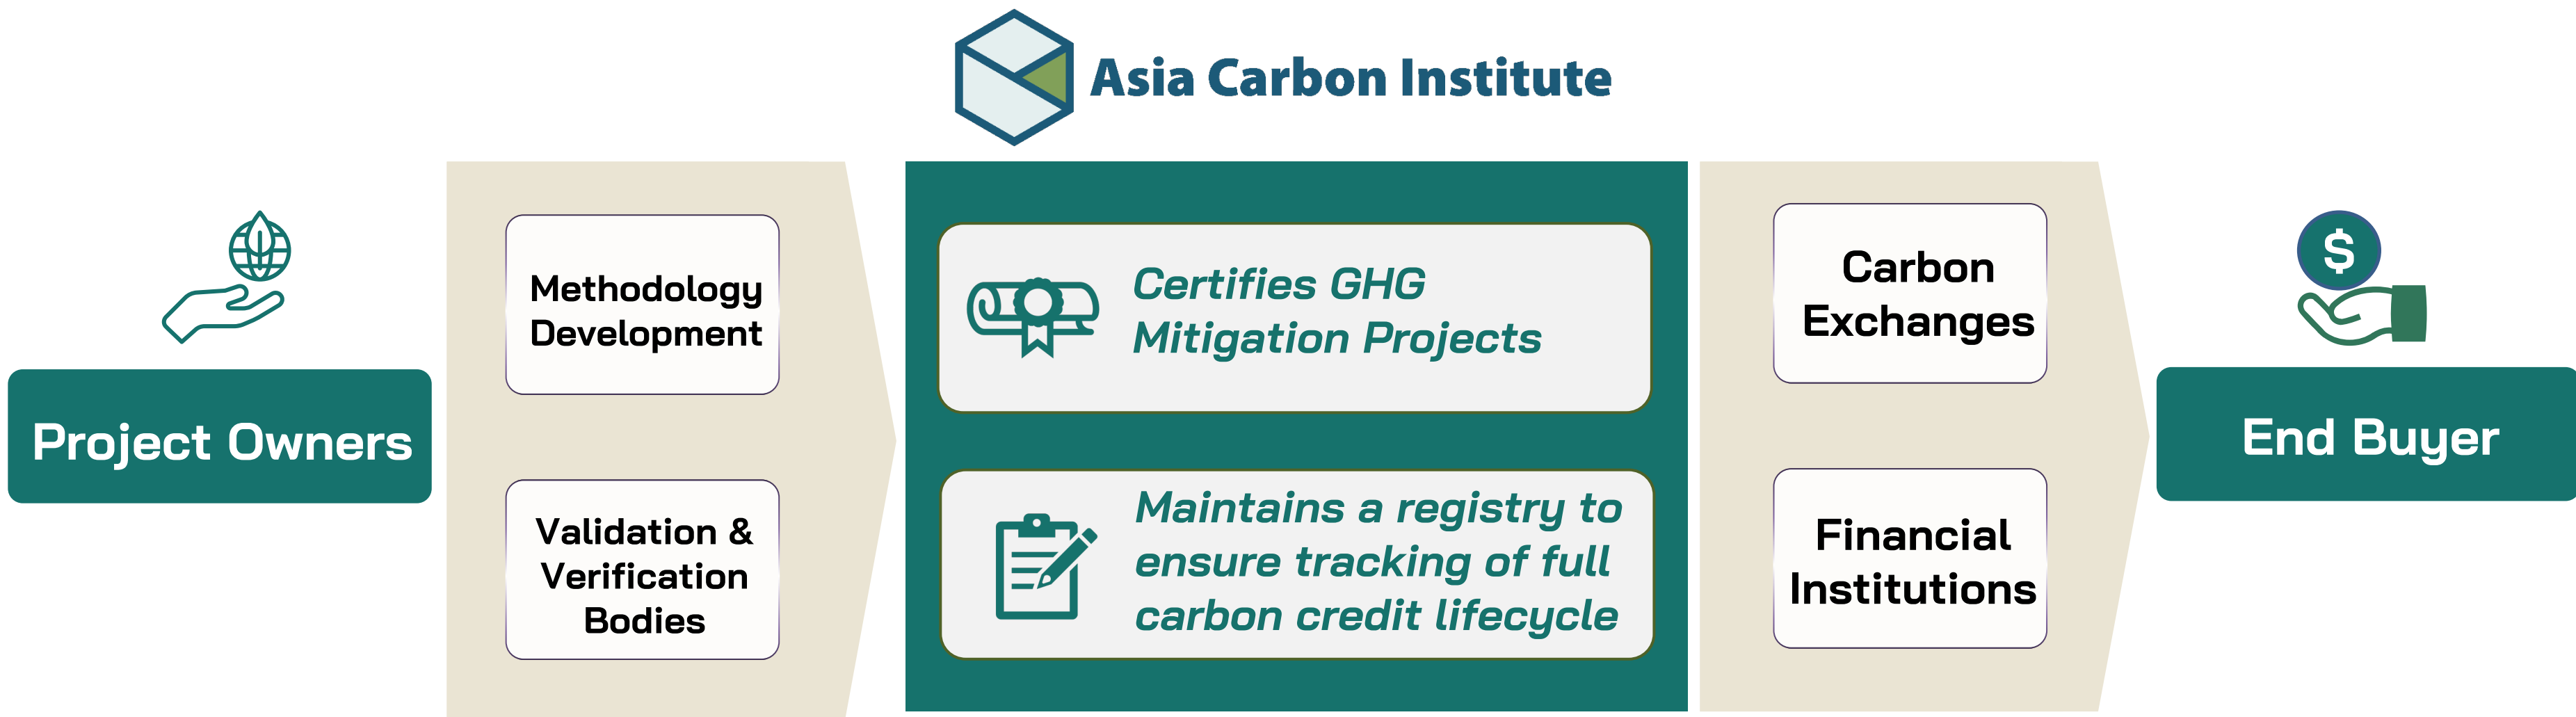 Asia Carbon Institute
Project Owners
Methodology
Development
Validation &
Verification
Bodies
Certifies GHG
Mitigation Projects
Maintains a registry to
ensure tracking of full
carbon credit lifecycle
Carbon
Exchanges
Financial
Institutions
$
End Buyer